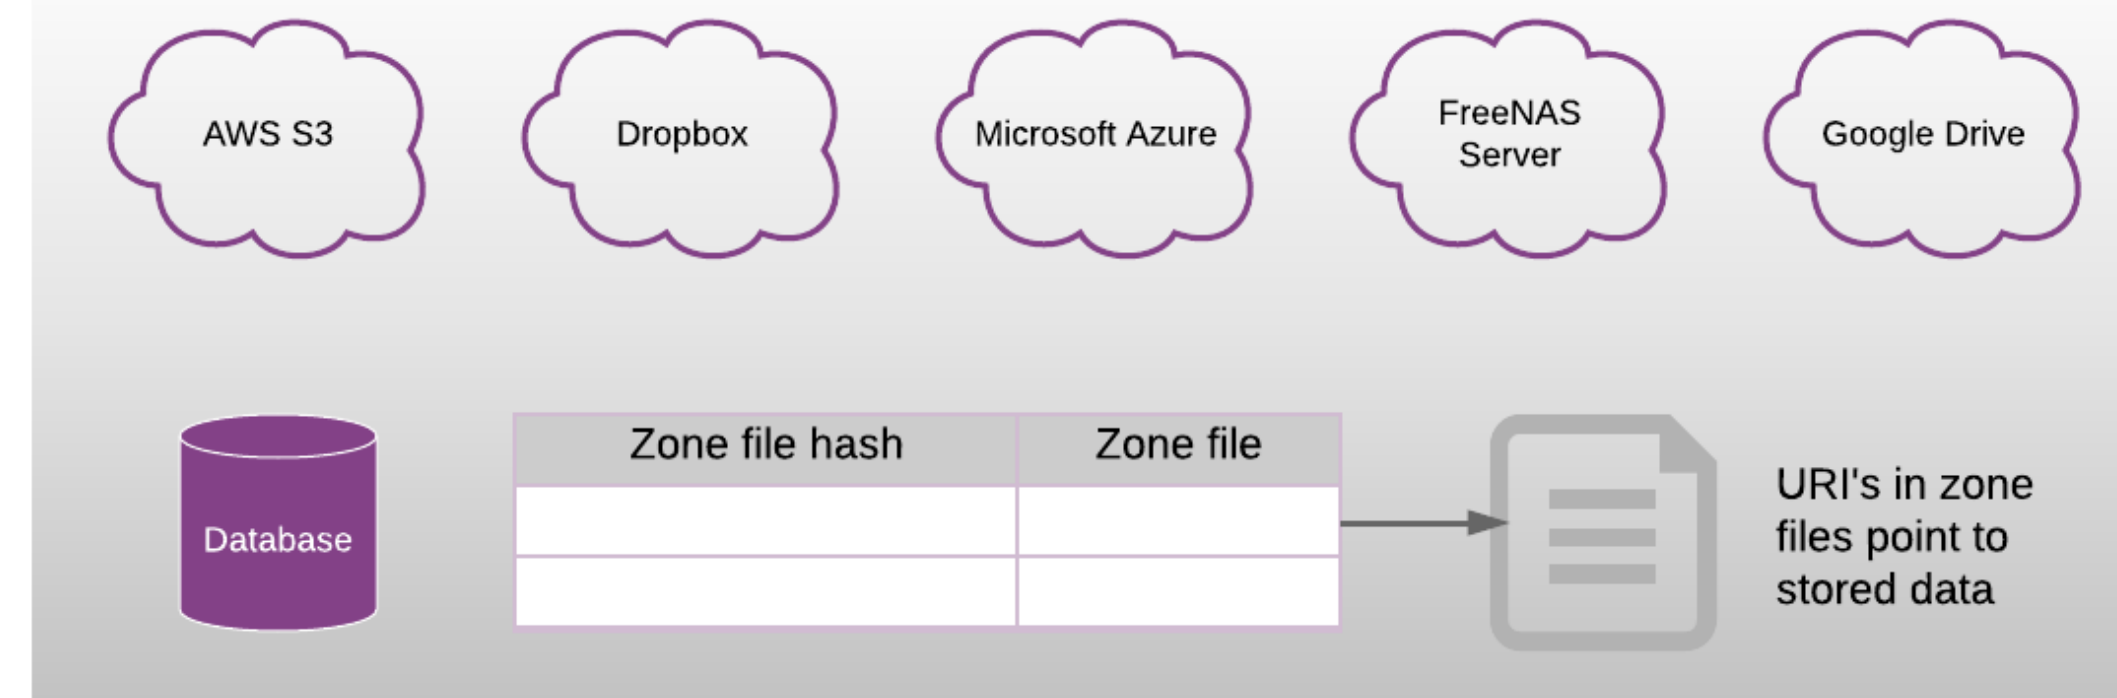 AWS S3
Dropbox
Microsoft Azure
FreeNAS
Server
Google Drive
Database
Zone file hash
Zone file
URI's in zone
files point to
stored data